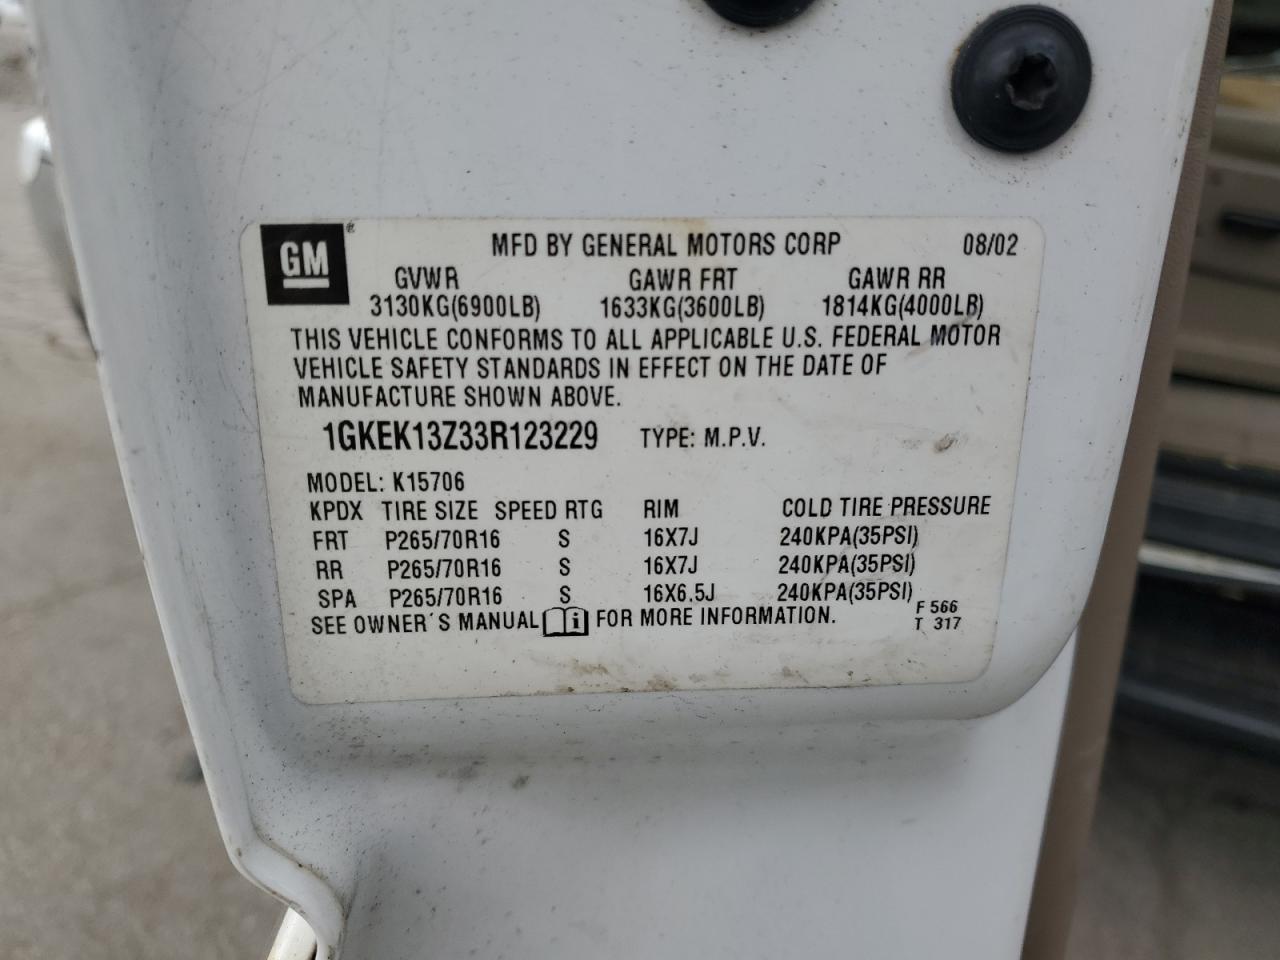 GM ® MFD BY GENERAL MOTORS CORP 08/02
GVWR GAWR FRT GAWR RR
3130KG(6900LB) 1633KG(3600LB) 1814KG(4000LB)
THIS VEHICLE CONFORMS TO ALL APPLICABLE U.S. FEDERAL MOTOR
VEHICLE SAFETY STANDARDS IN EFFECT ON THE DATE OF
MANUFACTURE SHOWN ABOVE.
1GKEK13Z33R123229 TYPE: M.P.V.
MODEL: K15706
KPDX TIRE SIZE SPEED RTG RIM COLD TIRE PRESSURE
FRT P265/70R16 S 16X7J 240KPA(35PSI)
RR P265/70R16 S 16X7J 240KPA(35PSI)
SPA P265/70R16 S 16X6.5J 240KPA(35PSI)
SEE OWNER'S MANUAL i FOR MORE INFORMATION. F 566
T 317